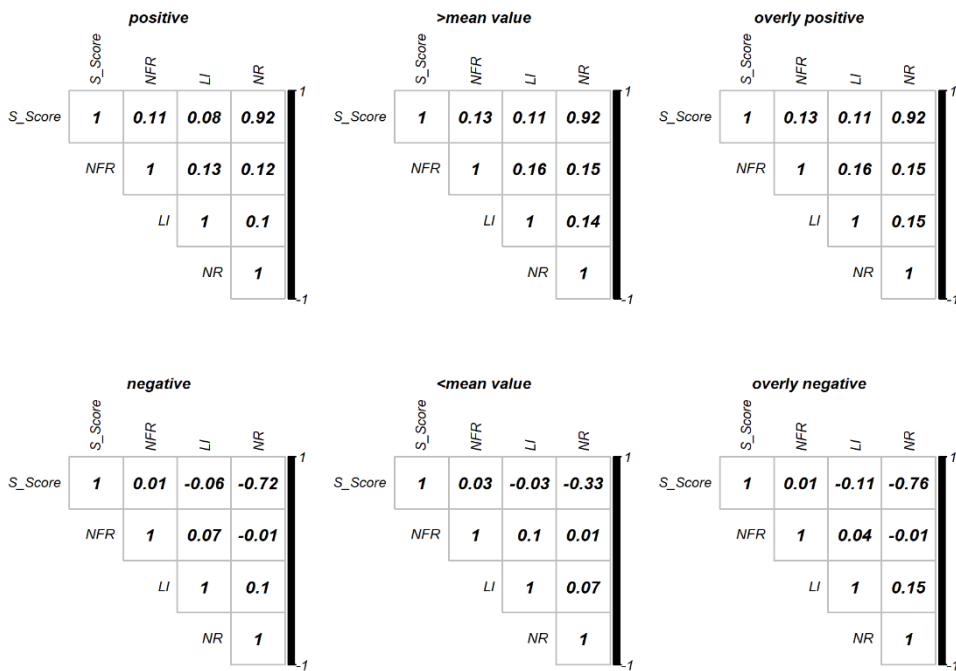 positive >mean value overly positive
S_Score NFR LI NR S_Score NFR LI NR S_Score NFR LI NR
1 1 1
S_Score 1 0.11 0.08 0.92 S_Score 1 0.13 0.11 0.92 S_Score 1 0.13 0.11 0.92
NFR 1 0.13 0.12 NFR 1 0.16 0.15 NFR 1 0.16 0.15
LI 1 0.1 LI 1 0.14 LI 1 0.15
NR 1 NR 1 NR 1
-1 -1 -1
negative <mean value overly negative
S_Score NFR LI NR S_Score NFR LI NR S_Score NFR LI NR
1 1 1
S_Score 1 0.01 -0.06 -0.72 S_Score 1 0.03 -0.03 -0.33 S_Score 1 0.01 -0.11 -0.76
NFR 1 0.07 -0.01 NFR 1 0.1 0.01 NFR 1 0.04 -0.01
LI 1 0.1 LI 1 0.07 LI 1 0.15
NR 1 NR 1 NR 1
-1 -1 -1